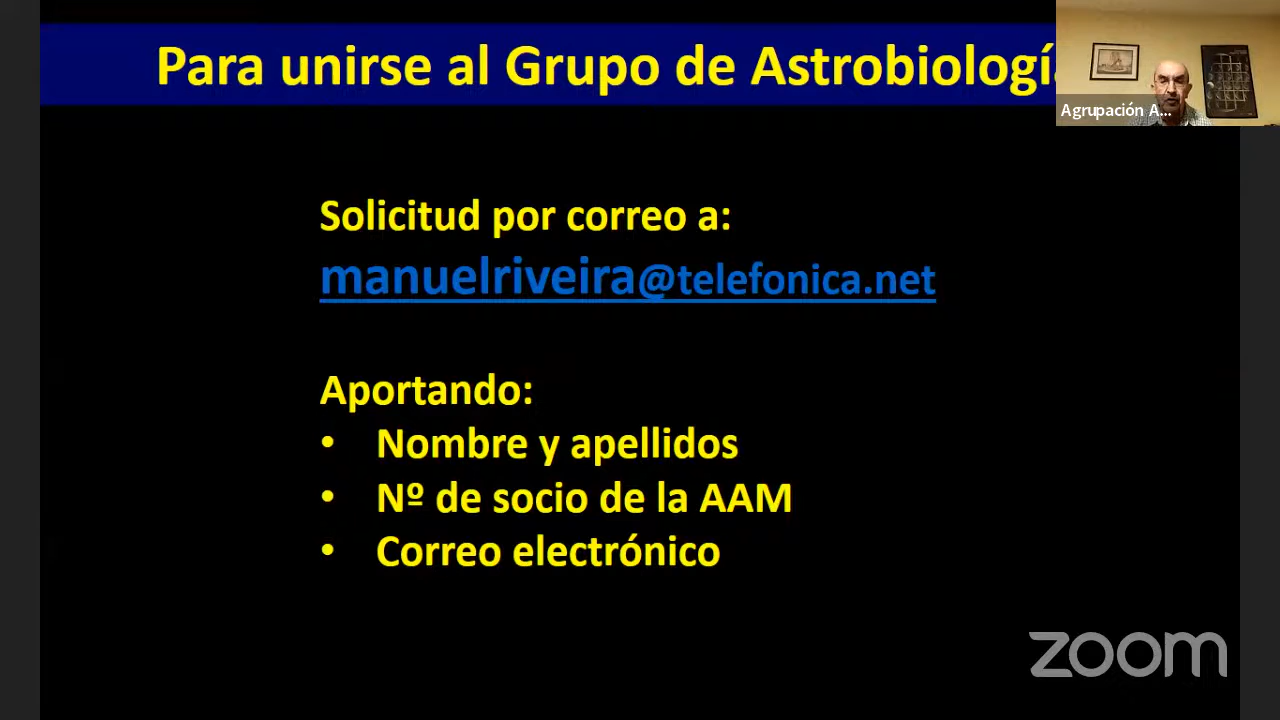 Para unirse al Grupo de Astrobiología
Agrupación A...
Solicitud por correo a:
manuelriveira@telefonica.net
Aportando:
• Nombre y apellidos
• Nº de socio de la AAM
• Correo electrónico
zoom